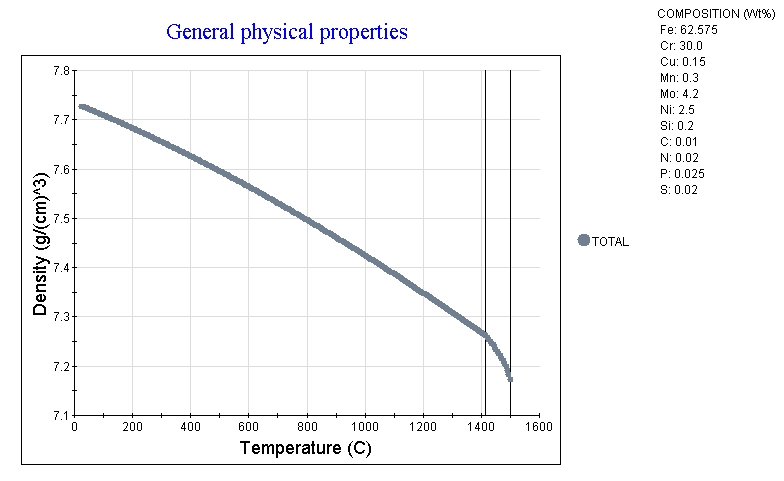 General physical properties
COMPOSITION (Wt%)
Fe: 62.575
Cr: 30.0
Cu: 0.15
Mn: 0.3
Mo: 4.2
Ni: 2.5
Si: 0.2
C: 0.01
N: 0.02
P: 0.025
S: 0.02
TOTAL
Density (g/(cm)^3)
7.8
7.7
7.6
7.5
7.4
7.3
7.2
7.1
0 200 400 600 800 1000 1200 1400 1600
Temperature (C)